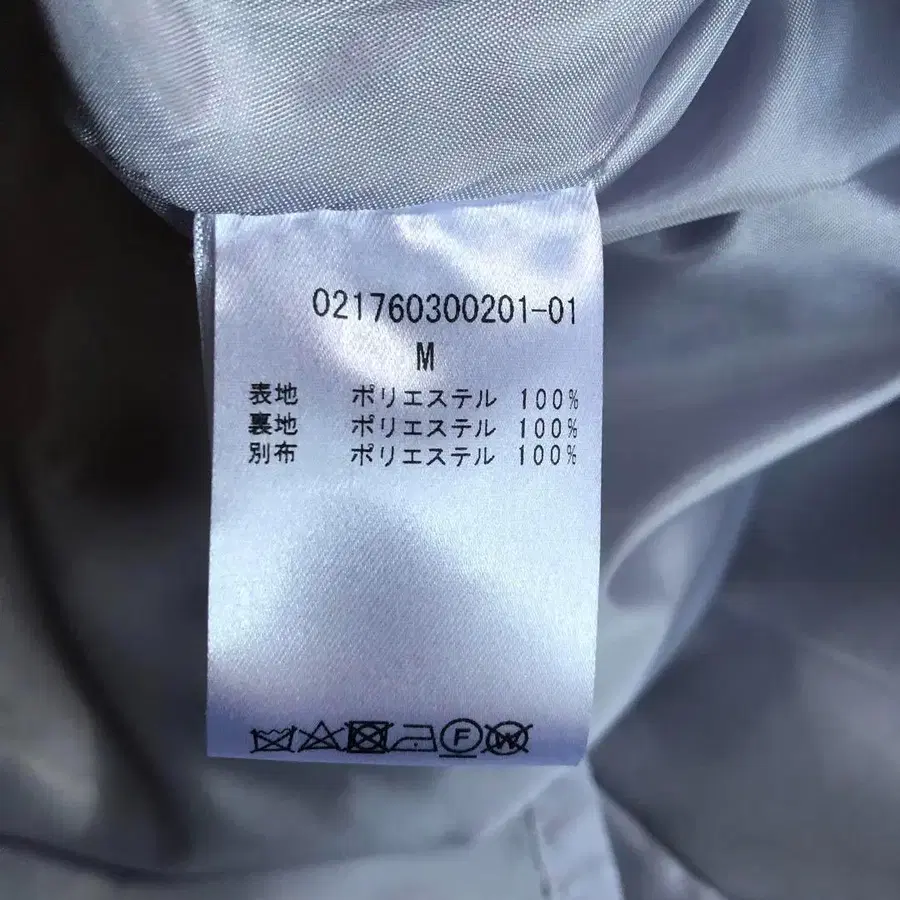 021760300201-01
M
表地 ポリエステル 100%
裏地 ポリエステル 100%
別布 ポリエステル 100%
F W